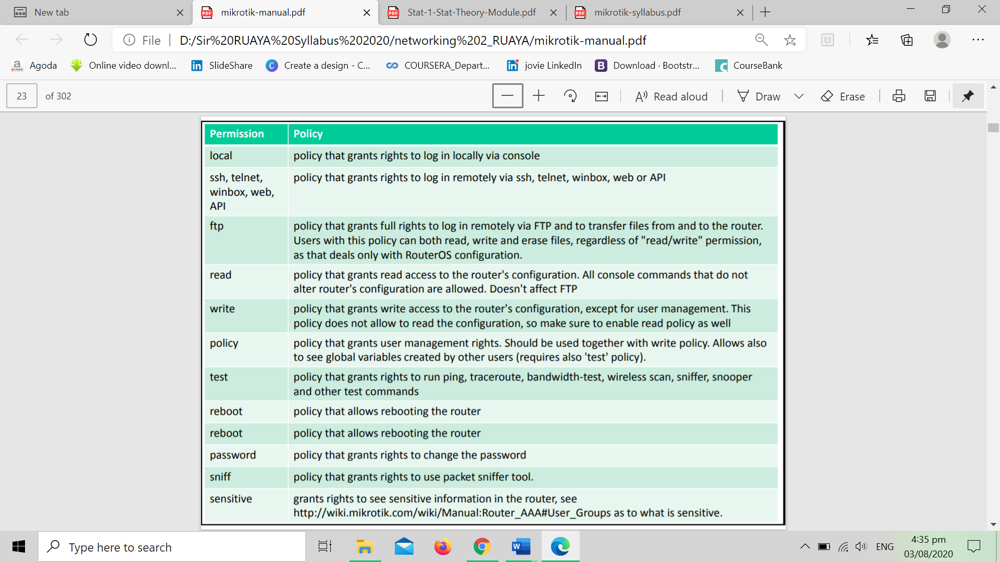 New tab
mikrotik-manual.pdf
Stat-1-Stat-Theory-Module.pdf
mikrotik-syllabus.pdf
File
D:/Sir%20RUAYA%20Syllabus%202020/networking%202_RUAYA/mikrotik-manual.pdf
Agoda
Online video downl...
SlideShare
Create a design - C...
COURSERA_Depart...
jovie LinkedIn
Download · Bootstr...
CourseBank
23 of 302
Read aloud
Draw
Erase
Permission Policy
local policy that grants rights to log in locally via console
ssh, telnet, policy that grants rights to log in remotely via ssh, telnet, winbox, web or API
winbox, web,
API
ftp policy that grants full rights to log in remotely via FTP and to transfer files from and to the router.
Users with this policy can both read, write and erase files, regardless of "read/write" permission,
as that deals only with RouterOS configuration.
read policy that grants read access to the router's configuration. All console commands that do not
alter router's configuration are allowed. Doesn't affect FTP
write policy that grants write access to the router's configuration, except for user management. This
policy does not allow to read the configuration, so make sure to enable read policy as well
policy policy that grants user management rights. Should be used together with write policy. Allows also
to see global variables created by other users (requires also 'test' policy).
test policy that grants rights to run ping, traceroute, bandwidth-test, wireless scan, sniffer, snooper
and other test commands
reboot policy that allows rebooting the router
reboot policy that allows rebooting the router
password policy that grants rights to change the password
sniff policy that grants rights to use packet sniffer tool.
sensitive grants rights to see sensitive information in the router, see
http://wiki.mikrotik.com/wiki/Manual:Router_AAA#User_Groups as to what is sensitive.
Type here to search
ENG
4:35 pm
03/08/2020